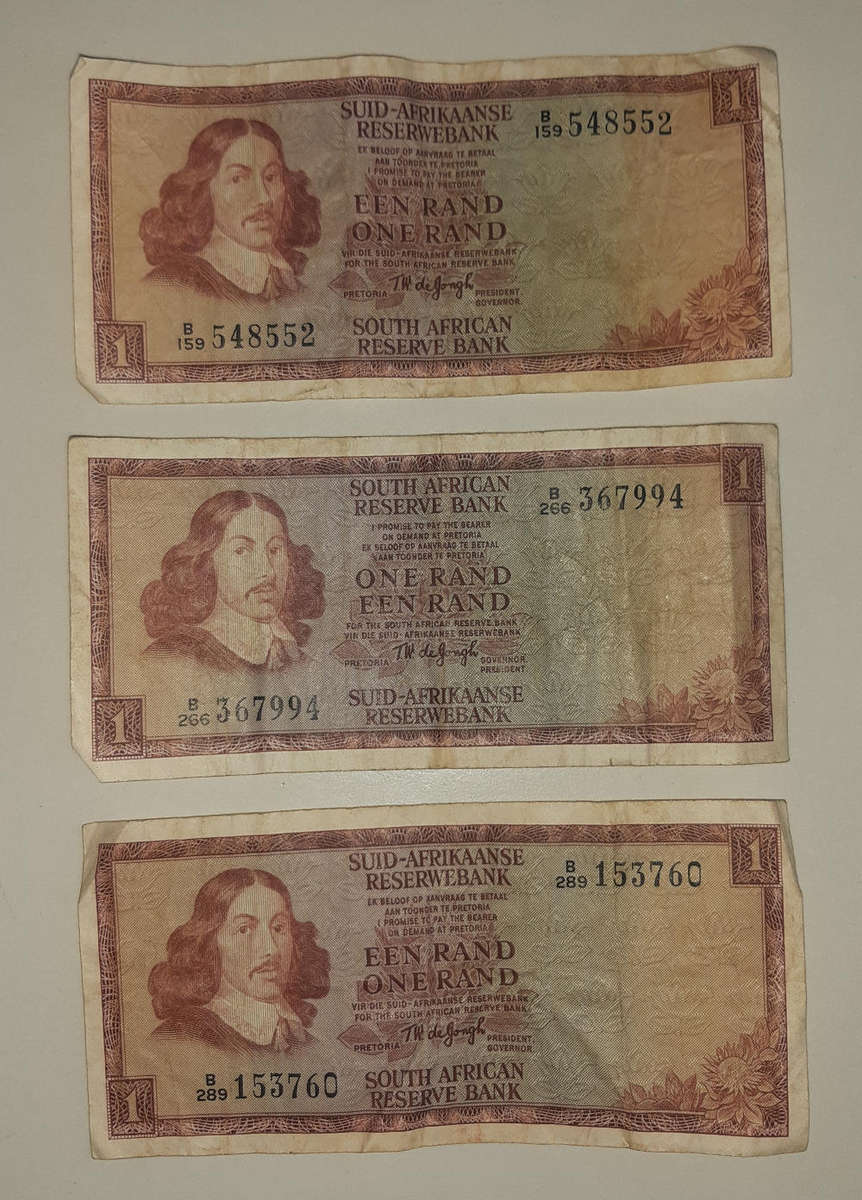 1
SUID-AFRIKAANSE
RESERWEBANK
B/159 548552
EK BELOOF OP AANVRAAG TE BETAAL
AAN TOONDER TE PRETORIA
I PROMISE TO PAY THE BEARER
ON DEMAND AT PRETORIA
EEN RAND
ONE RAND
VIR DIE SUID-AFRIKAANSE RESERWEBANK
FOR THE SOUTH AFRICAN RESERVE BANK
T.W. de Jongh
PRETORIA PRESIDENT
GOVERNOR
B/159 548552
SOUTH AFRICAN
RESERVE BANK
1
1
SOUTH AFRICAN
RESERVE BANK
B/266 367994
I PROMISE TO PAY THE BEARER
ON DEMAND AT PRETORIA
EK BELOOF OP AANVRAAG TE BETAAL
AAN TOONDER TE PRETORIA
ONE RAND
EEN RAND
FOR THE SOUTH AFRICAN RESERVE BANK
VIR DIE SUID-AFRIKAANSE RESERWEBANK
T.W. de Jongh
PRETORIA GOVERNOR
PRESIDENT
B/266 367994
SUID-AFRIKAANSE
RESERWEBANK
1
1
SUID-AFRIKAANSE
RESERWEBANK
B/289 153760
EK BELOOF OP AANVRAAG TE BETAAL
AAN TOONDER TE PRETORIA
I PROMISE TO PAY THE BEARER
ON DEMAND AT PRETORIA
EEN RAND
ONE RAND
VIR DIE SUID-AFRIKAANSE RESERWEBANK
FOR THE SOUTH AFRICAN RESERVE BANK
T.W. de Jongh
PRETORIA PRESIDENT
GOVERNOR
B/289 153760
SOUTH AFRICAN
RESERVE BANK
1